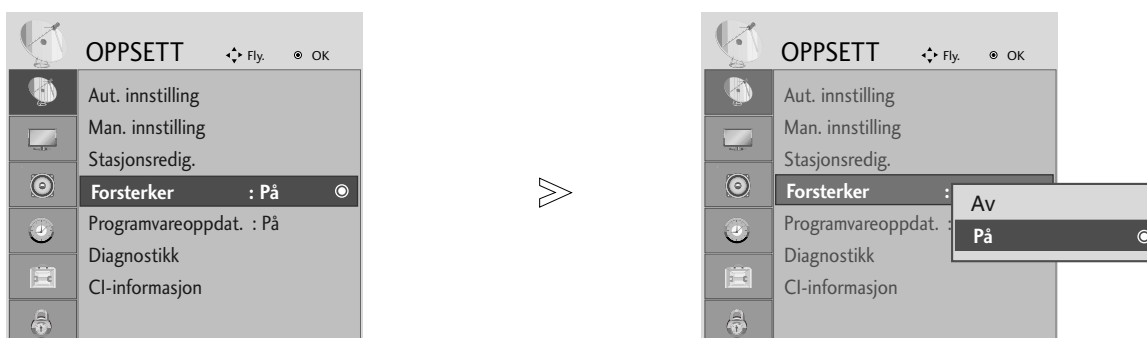 OPPSETT Fly. OK
Aut. innstilling
Man. innstilling
Stasjonsredig.
Forsterker : På
Programvareoppdat. : På
Diagnostikk
CI-informasjon
OPPSETT Fly. OK
Aut. innstilling
Man. innstilling
Stasjonsredig.
Forsterker :
Av
Programvareoppdat. :
På
Diagnostikk
CI-informasjon